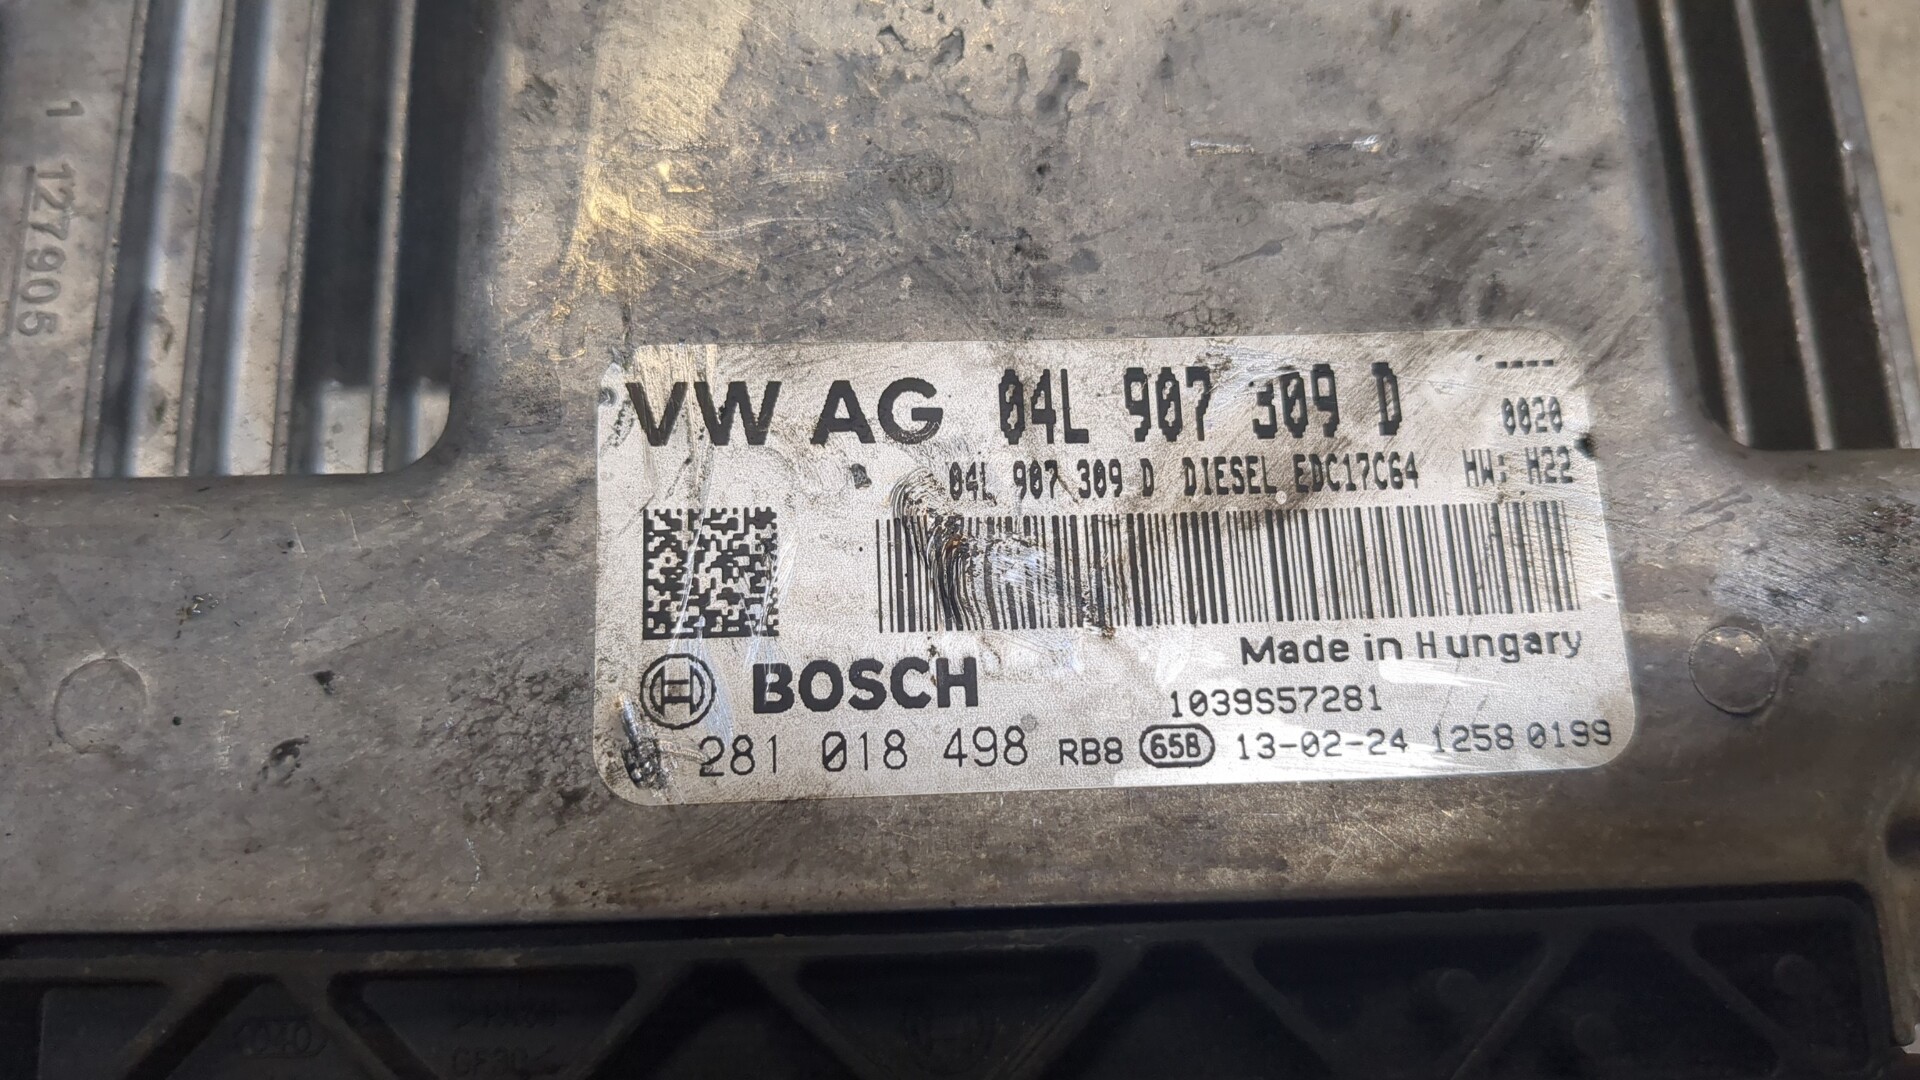 1 127905
VW AG 04L 907 309 D ----
0020
04L 907 309 D DIESEL EDC17C64 HW: H22
Made in Hungary
BOSCH
1039S57281
281 018 498 RB8 65B 13-02-24 1258 0199